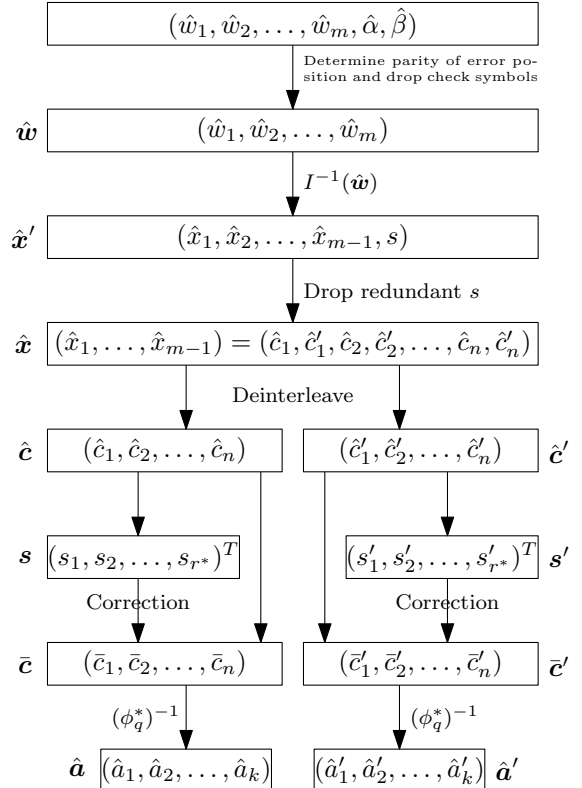 (ŵ₁, ŵ₂, . . . , ŵₘ, α̂, β̂)
Determine parity of error po-
sition and drop check symbols
ŵ (ŵ₁, ŵ₂, . . . , ŵₘ)
I⁻¹(ŵ)
x̂′ (x̂₁, x̂₂, . . . , x̂ₘ₋₁, s)
Drop redundant s
x̂ (x̂₁, . . . , x̂ₘ₋₁) = (ĉ₁, ĉ′₁, ĉ₂, ĉ′₂, . . . , ĉₙ, ĉ′ₙ)
Deinterleave
ĉ (ĉ₁, ĉ₂, . . . , ĉₙ) (ĉ′₁, ĉ′₂, . . . , ĉ′ₙ) ĉ′
s (s₁, s₂, . . . , s_{r*})ᵀ (s′₁, s′₂, . . . , s′_{r*})ᵀ s′
Correction Correction
c̄ (c̄₁, c̄₂, . . . , c̄ₙ) (c̄′₁, c̄′₂, . . . , c̄′ₙ) c̄′
(ϕ*_q)⁻¹ (ϕ*_q)⁻¹
â (â₁, â₂, . . . , âₖ) (â′₁, â′₂, . . . , â′ₖ) â′